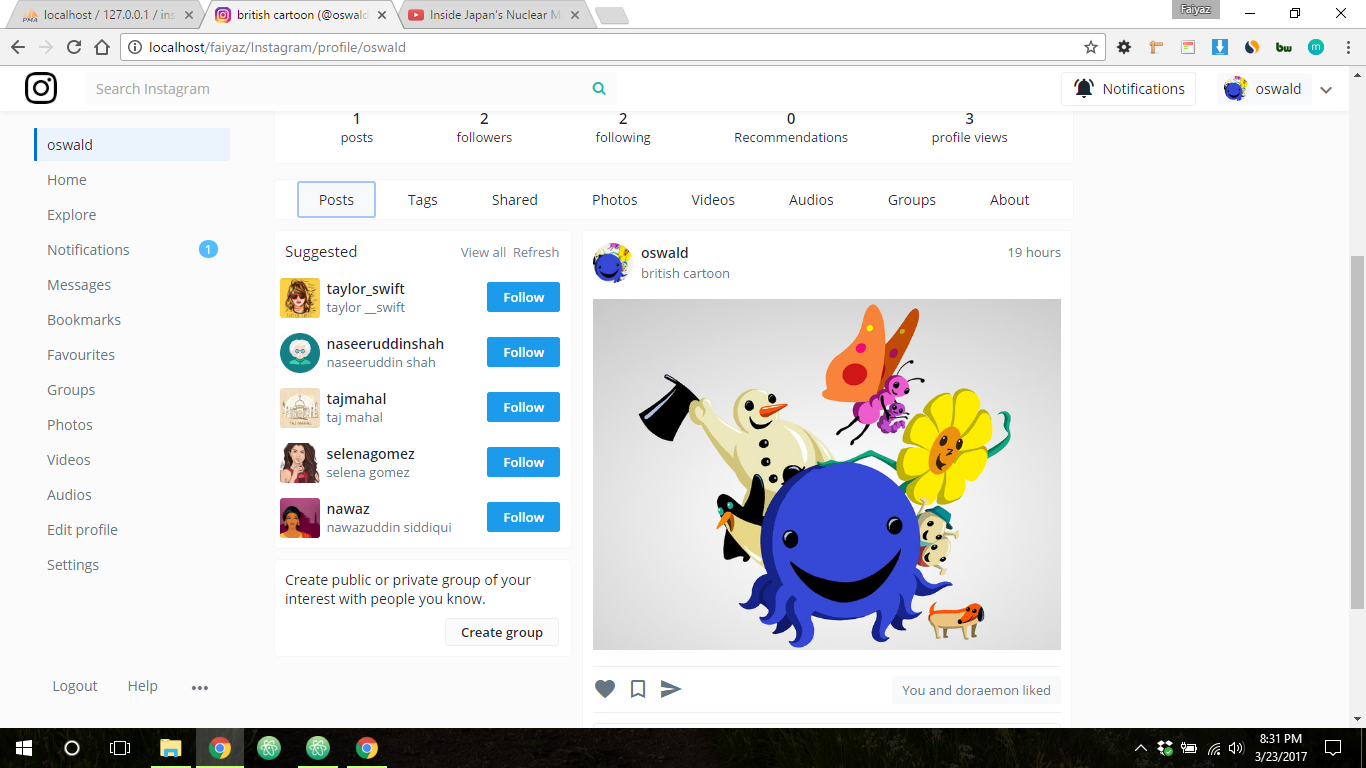 localhost / 127.0.0.1 / ins
british cartoon (@oswald
Inside Japan's Nuclear M
Faiyaz
localhost/faiyaz/Instagram/profile/oswald
Search Instagram
Notifications
oswald
1
2
2
0
3
posts
followers
following
Recommendations
profile views
oswald
Home
Explore
Notifications 1
Messages
Bookmarks
Favourites
Groups
Photos
Videos
Audios
Edit profile
Settings
Logout Help
Posts Tags Shared Photos Videos Audios Groups About
Suggested View all Refresh
taylor_swift
taylor __swift
Follow
naseeruddinshah
naseeruddin shah
Follow
tajmahal
taj mahal
Follow
selenagomez
selena gomez
Follow
nawaz
nawazuddin siddiqui
Follow
Create public or private group of your
interest with people you know.
Create group
oswald
british cartoon
19 hours
You and doraemon liked
8:31 PM
3/23/2017